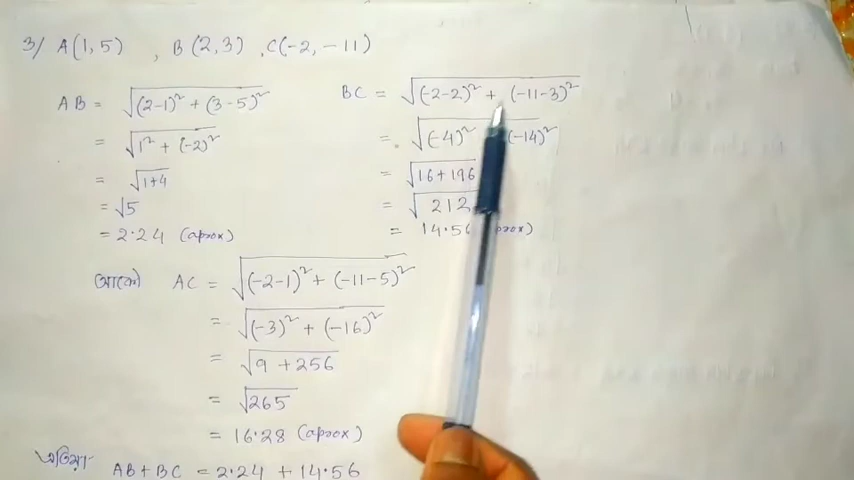 3/ A(1,5) , B(2,3) , C(-2,-11)
AB = √((2-1)² + (3-5)²)
= √(1² + (-2)²)
= √(1+4)
= √5
= 2.24 (aprox)
BC = √((-2-2)² + (-11-3)²)
= √((-4)² (-14)²)
= √(16+196)
= √212
= 14.56
আকৌ AC = √((-2-1)² + (-11-5)²)
= √((-3)² + (-16)²)
= √(9 + 256)
= √265
= 16.28 (aprox)
AB+BC = 2.24 + 14.56